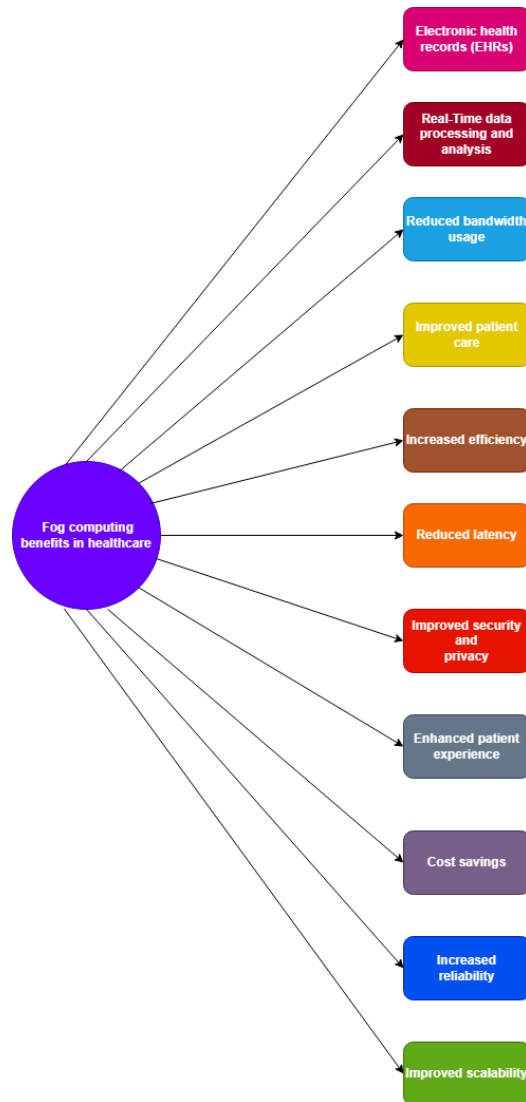 Electronic health
records (EHRs)
Real-Time data
processing and
analysis
Reduced bandwidth
usage
Improved patient
care
Increased efficiency
Fog computing
benefits in healthcare
Reduced latency
Improved security
and
privacy
Enhanced patient
experience
Cost savings
Increased
reliability
Improved scalability